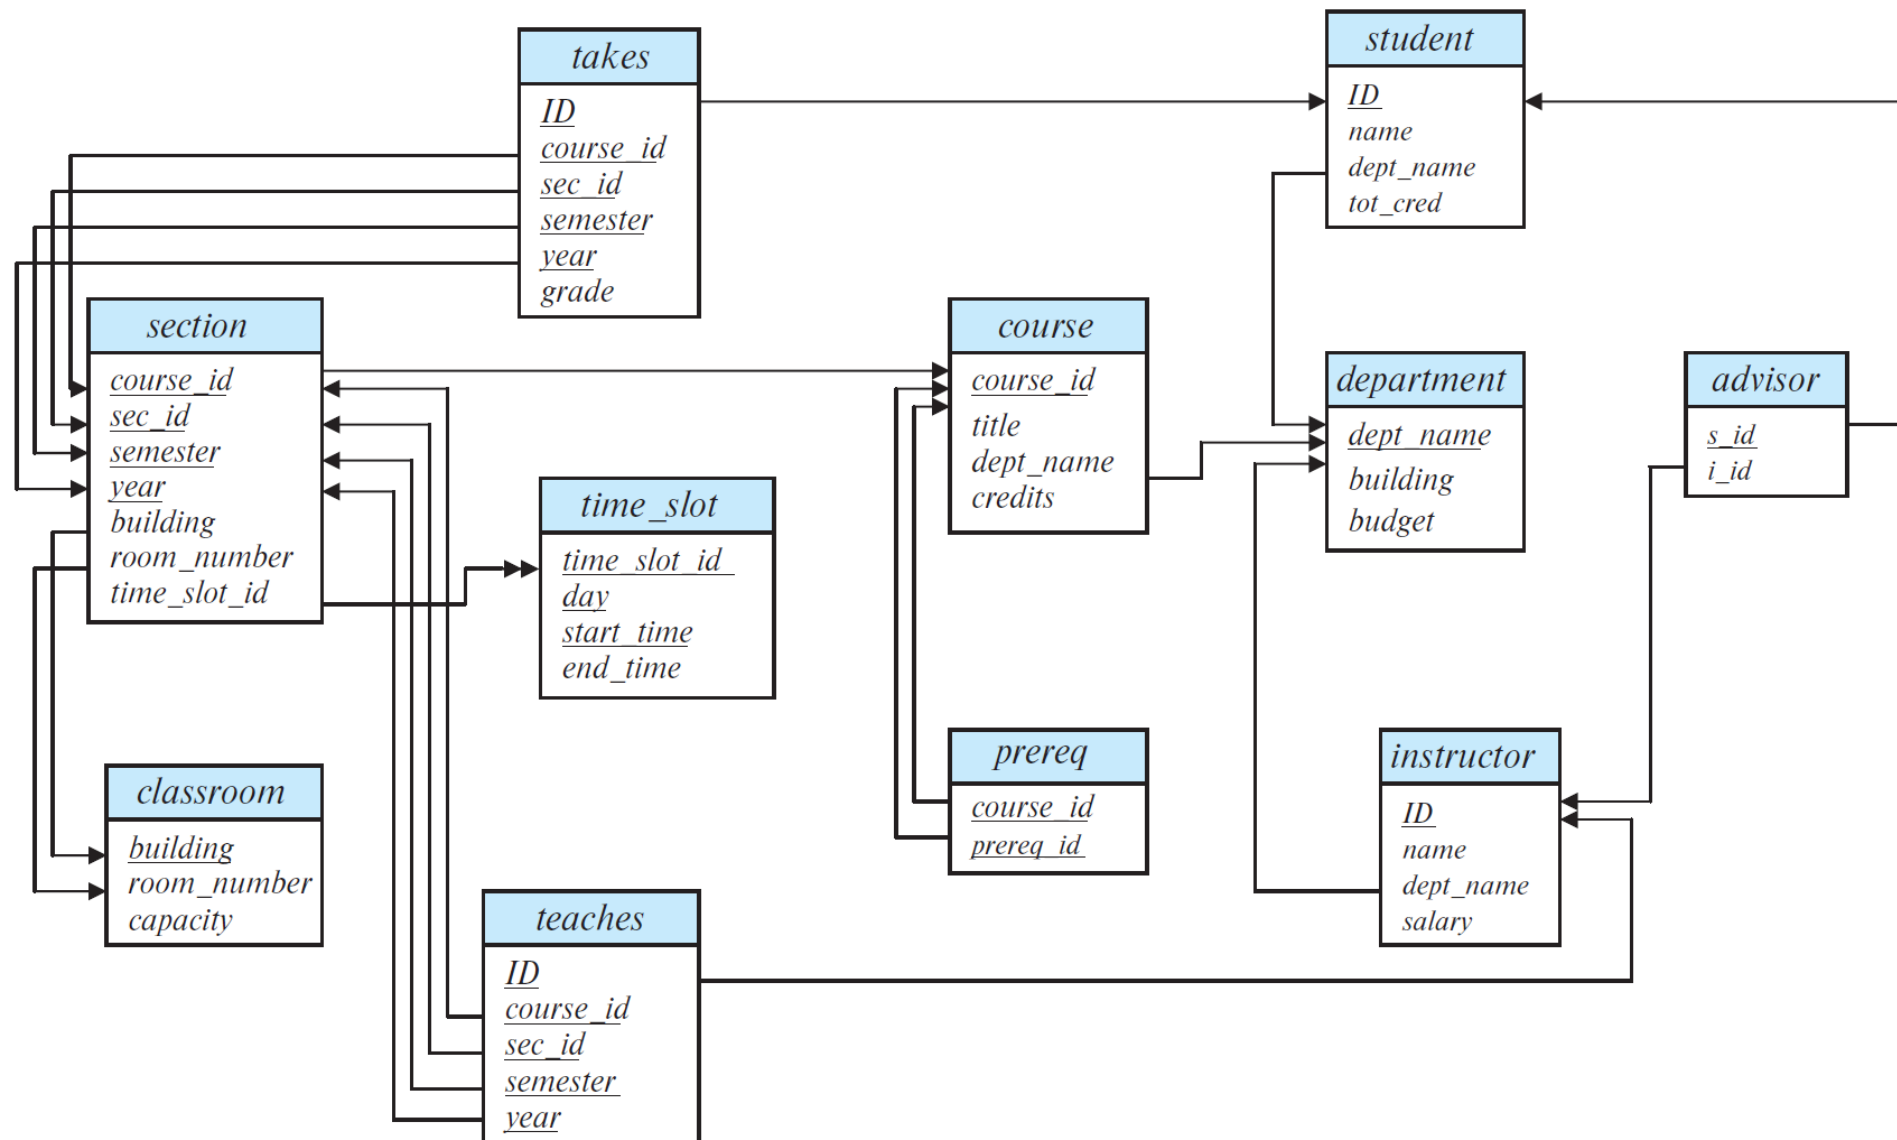 takes
ID
course_id
sec_id
semester
year
grade
student
ID
name
dept_name
tot_cred
section
course_id
sec_id
semester
year
building
room_number
time_slot_id
course
course_id
title
dept_name
credits
department
dept_name
building
budget
advisor
s_id
i_id
time_slot
time_slot_id
day
start_time
end_time
prereq
course_id
prereq_id
instructor
ID
name
dept_name
salary
classroom
building
room_number
capacity
teaches
ID
course_id
sec_id
semester
year